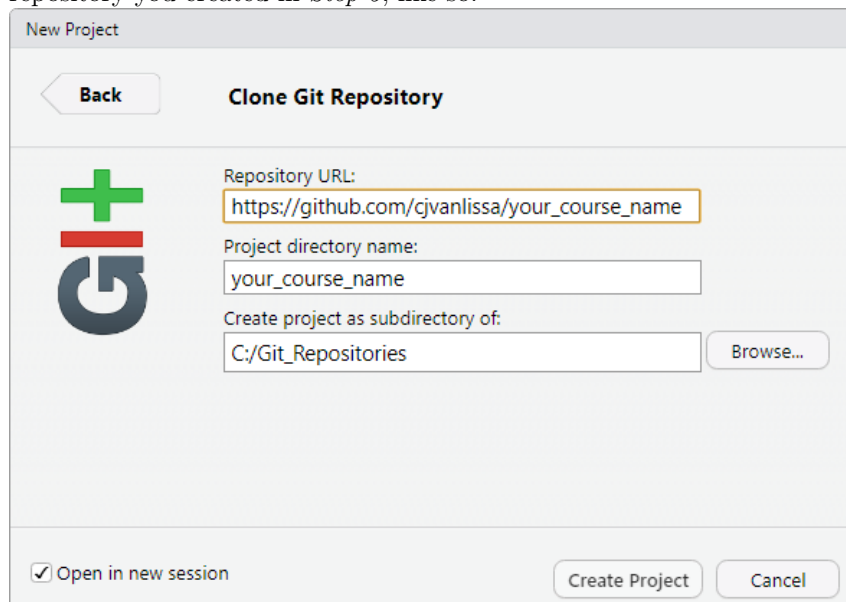 New Project
Back
Clone Git Repository
Repository URL:
https://github.com/cjvanlissa/your_course_name
Project directory name:
your_course_name
Create project as subdirectory of:
C:/Git_Repositories
Browse...
GIt
Open in new session
Create Project
Cancel